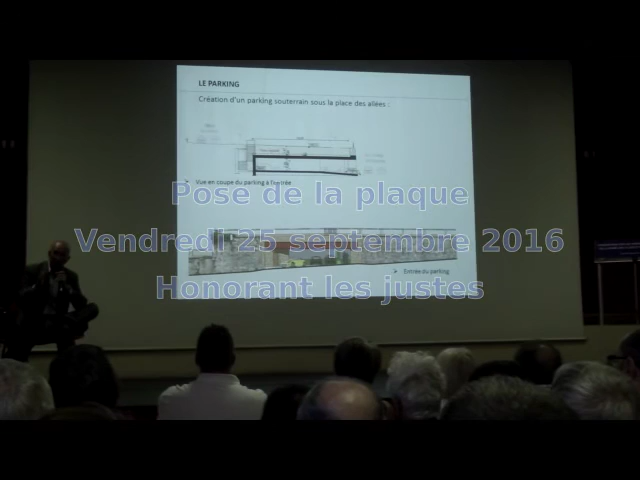 LE PARKING
Création d'un parking souterrain sous la place des allées :
Vue en coupe du parking à l'entrée
Pose de la plaque
Vendredi 25 septembre 2016
Honorant les justes
Entrée du parking